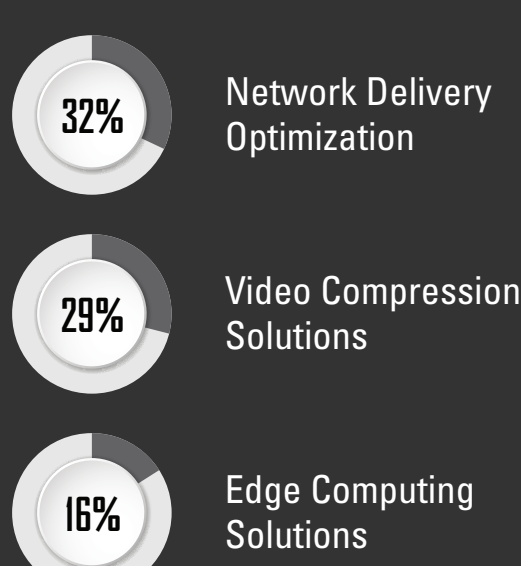 32%
Network Delivery
Optimization
29%
Video Compression
Solutions
16%
Edge Computing
Solutions